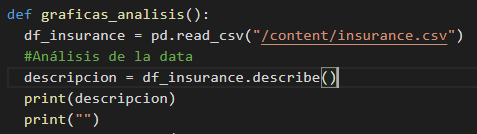 def graficas_analisis():
  df_insurance = pd.read_csv("/content/insurance.csv")
  #Análisis de la data
  descripcion = df_insurance.describe()
  print(descripcion)
  print("")